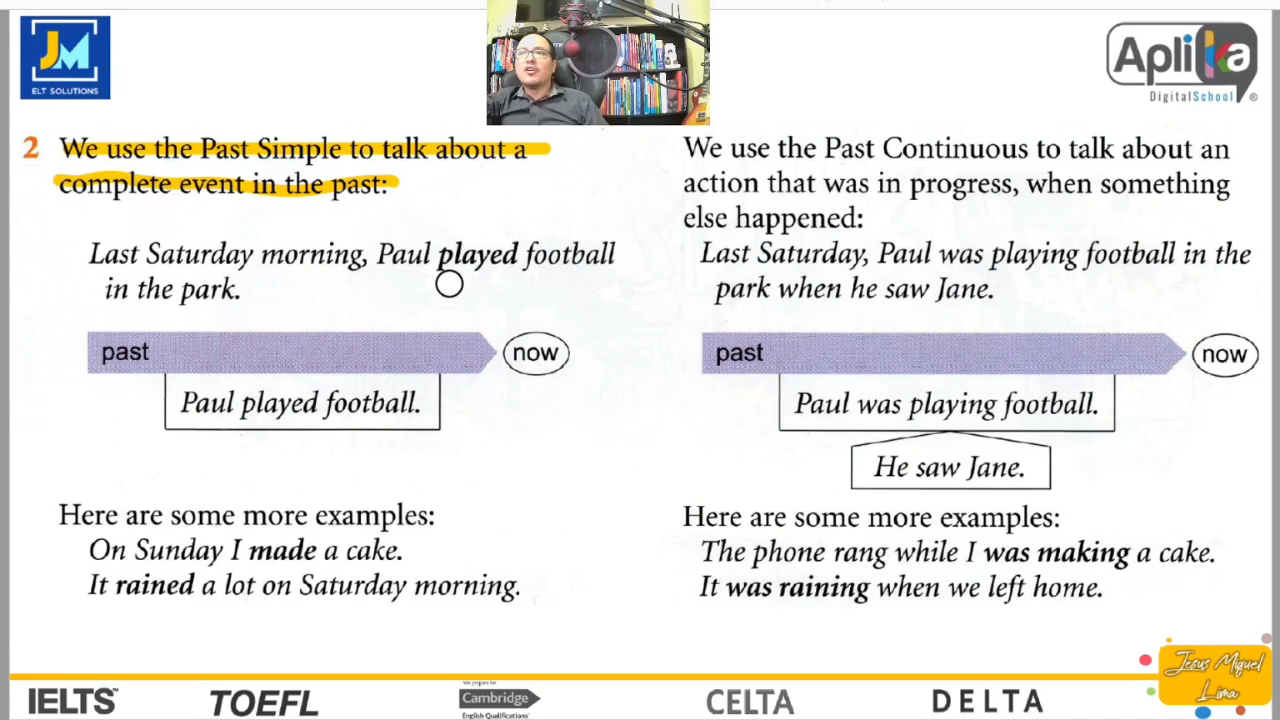 JM
ELT SOLUTIONS
Aplika
DigitalSchool ®
2 We use the Past Simple to talk about a
complete event in the past:
Last Saturday morning, Paul played football
in the park.
past
now
Paul played football.
Here are some more examples:
On Sunday I made a cake.
It rained a lot on Saturday morning.
We use the Past Continuous to talk about an
action that was in progress, when something
else happened:
Last Saturday, Paul was playing football in the
park when he saw Jane.
past
now
Paul was playing football.
He saw Jane.
Here are some more examples:
The phone rang while I was making a cake.
It was raining when we left home.
Jesus Miguel
Lima
IELTS™
TOEFL
We prepare for
Cambridge
English Qualifications™
CELTA
DELTA